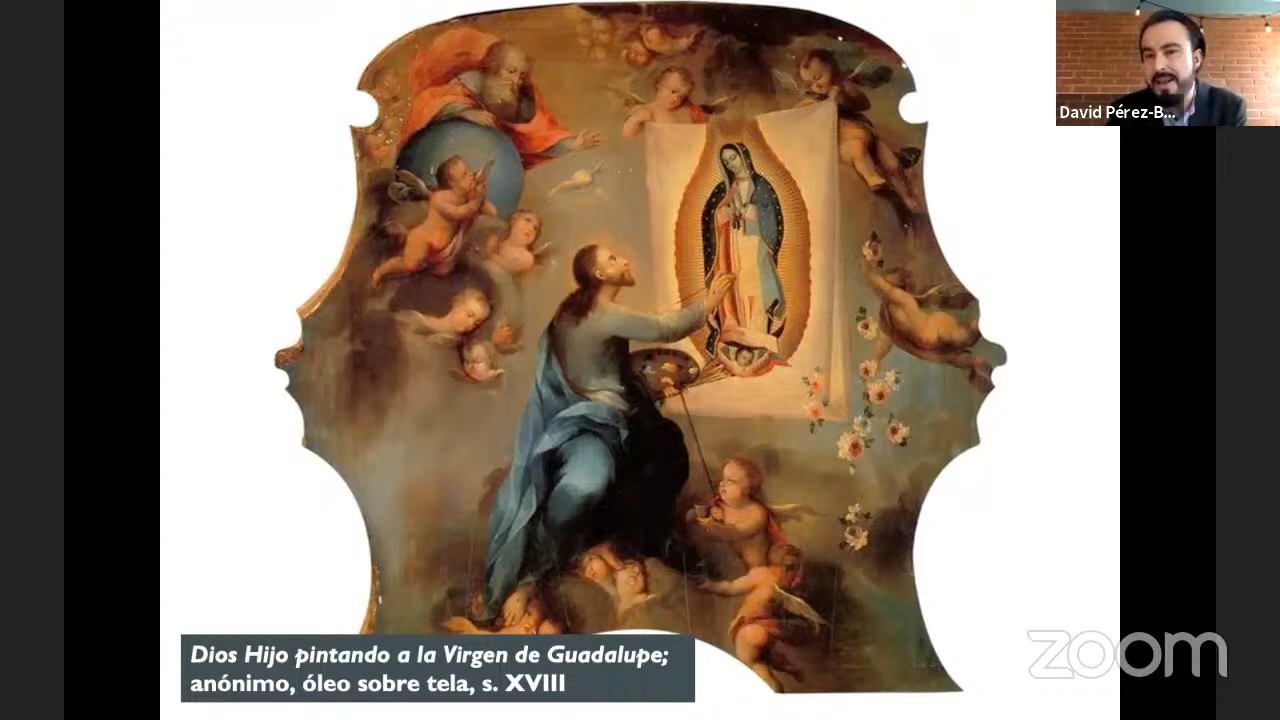 David Pérez-B...
Dios Hijo pintando a la Virgen de Guadalupe;
anónimo, óleo sobre tela, s. XVIII
zoom